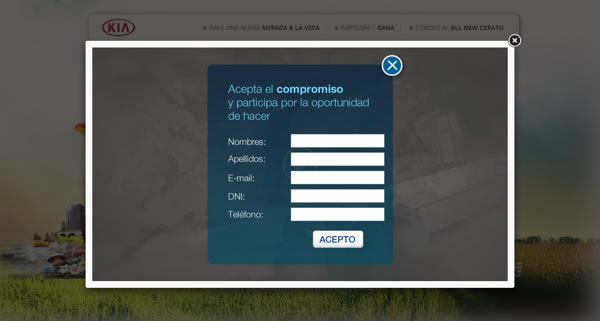 KIA
DALE UNA NUEVA MIRADA A LA VIDA
PARTICIPA Y GANA
CONOCE AL ALL NEW CERATO
Acepta el compromiso
y participa por la oportunidad
de hacer
Nombres:
Apellidos:
E-mail:
DNI:
Teléfono:
ACEPTO